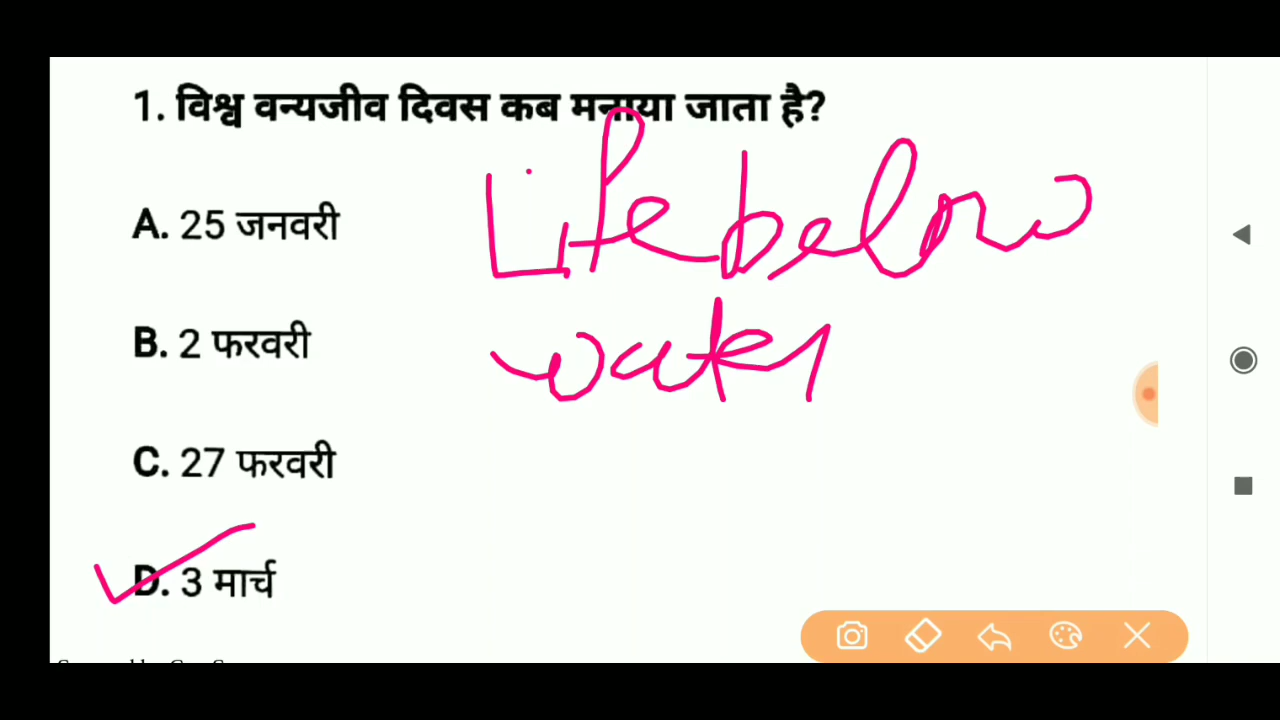 1. विश्व वन्यजीव दिवस कब मनाया जाता है?
Life below
water
A. 25 जनवरी
B. 2 फरवरी
C. 27 फरवरी
D. 3 मार्च